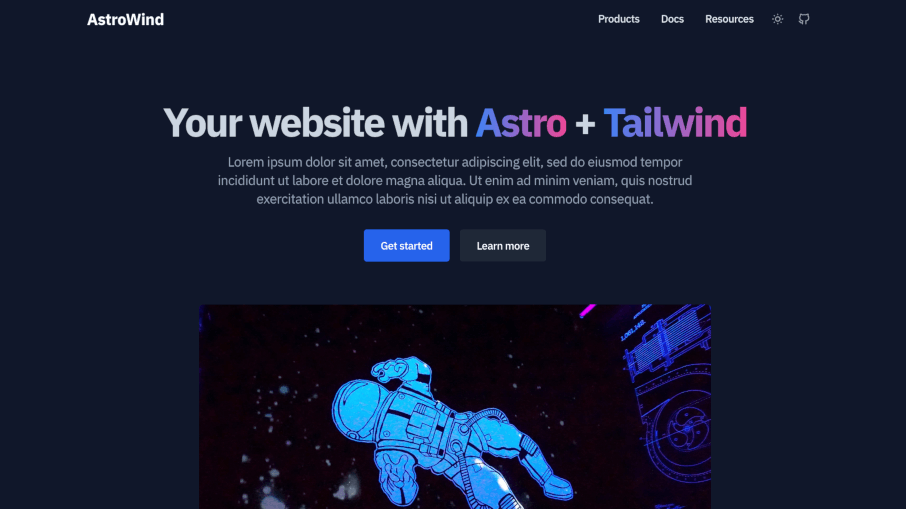 AstroWind
Products Docs Resources
Your website with Astro + Tailwind
Lorem ipsum dolor sit amet, consectetur adipiscing elit, sed do eiusmod tempor
incididunt ut labore et dolore magna aliqua. Ut enim ad minim veniam, quis nostrud
exercitation ullamco laboris nisi ut aliquip ex ea commodo consequat.
Get started Learn more